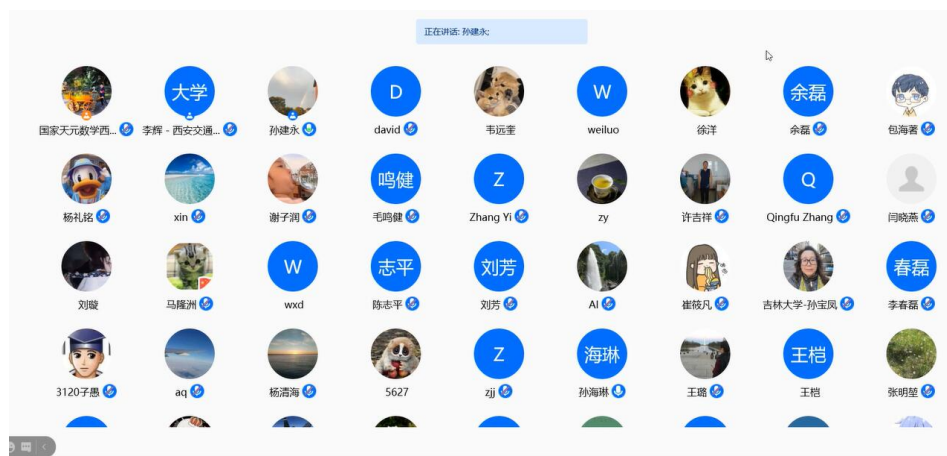 正在讲话: 孙建永;
大学 D W 余磊
国家天元数学西... 李辉 - 西安交通... 孙建永 david 韦远奎 weiluo 徐洋 余磊 包海著
鸣健 Z Q
杨礼铭 xin 谢子润 毛鸣健 Zhang Yi zy 许吉祥 Qingfu Zhang 闫晓燕
W 志平 刘芳 春磊
刘璇 马隆洲 wxd 陈志平 刘芳 AI 崔筱凡 吉林大学-孙宝凤 李春磊
Z 海琳 王桤
3120子愚 aq 杨清海 5627 zjj 孙海琳 王璐 王桤 张明堃